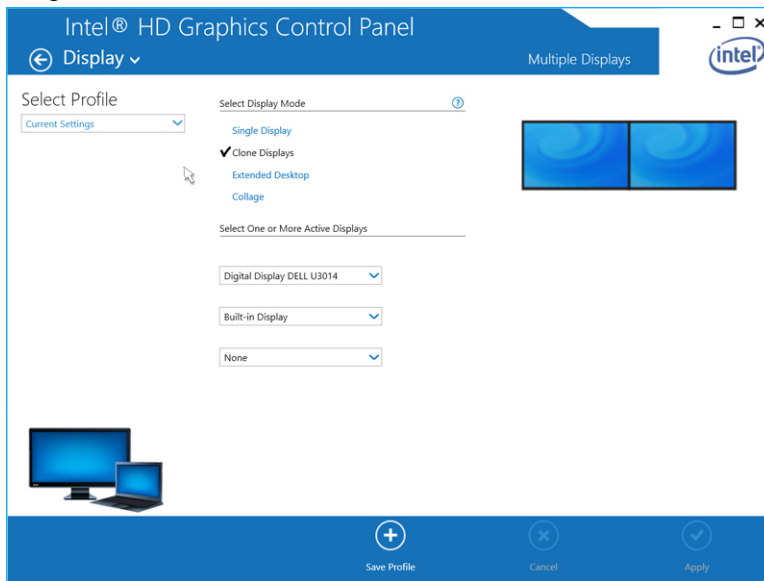 Intel® HD Graphics Control Panel
Display
Multiple Displays
intel
Select Profile
Current Settings
Select Display Mode
?
Single Display
Clone Displays
Extended Desktop
Collage
Select One or More Active Displays
Digital Display DELL U3014
Built-in Display
None
Save Profile
Cancel
Apply